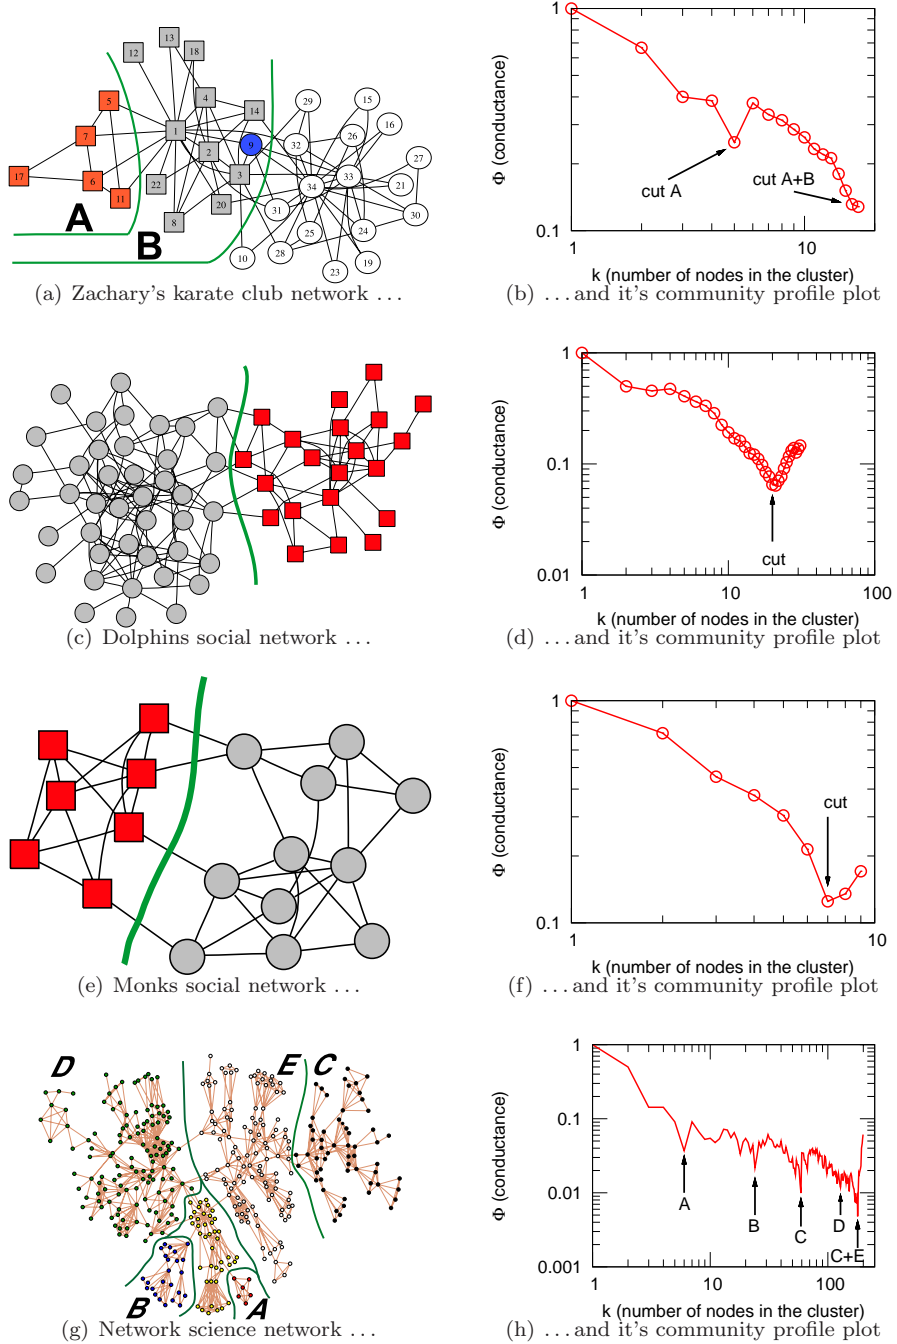 13
12
18
5
4
14
29
15
16
7
1
9
32
26
2
27
17
6
22
3
34
33
21
11
20
31
30
A
8
25
24
B
10
28
23
19
(a) Zachary's karate club network ...
1
0.1
1
10
Φ (conductance)
cut A
cut A+B
k (number of nodes in the cluster)
(b) ...and it's community profile plot
(c) Dolphins social network ...
1
0.1
0.01
1
10
100
Φ (conductance)
cut
k (number of nodes in the cluster)
(d) ...and it's community profile plot
(e) Monks social network ...
1
0.1
1
10
Φ (conductance)
cut
k (number of nodes in the cluster)
(f) ...and it's community profile plot
D
E
C
B
A
(g) Network science network ...
1
0.1
0.01
0.001
1
10
100
Φ (conductance)
A
B
C
D
C+E
k (number of nodes in the cluster)
(h) ...and it's community profile plot